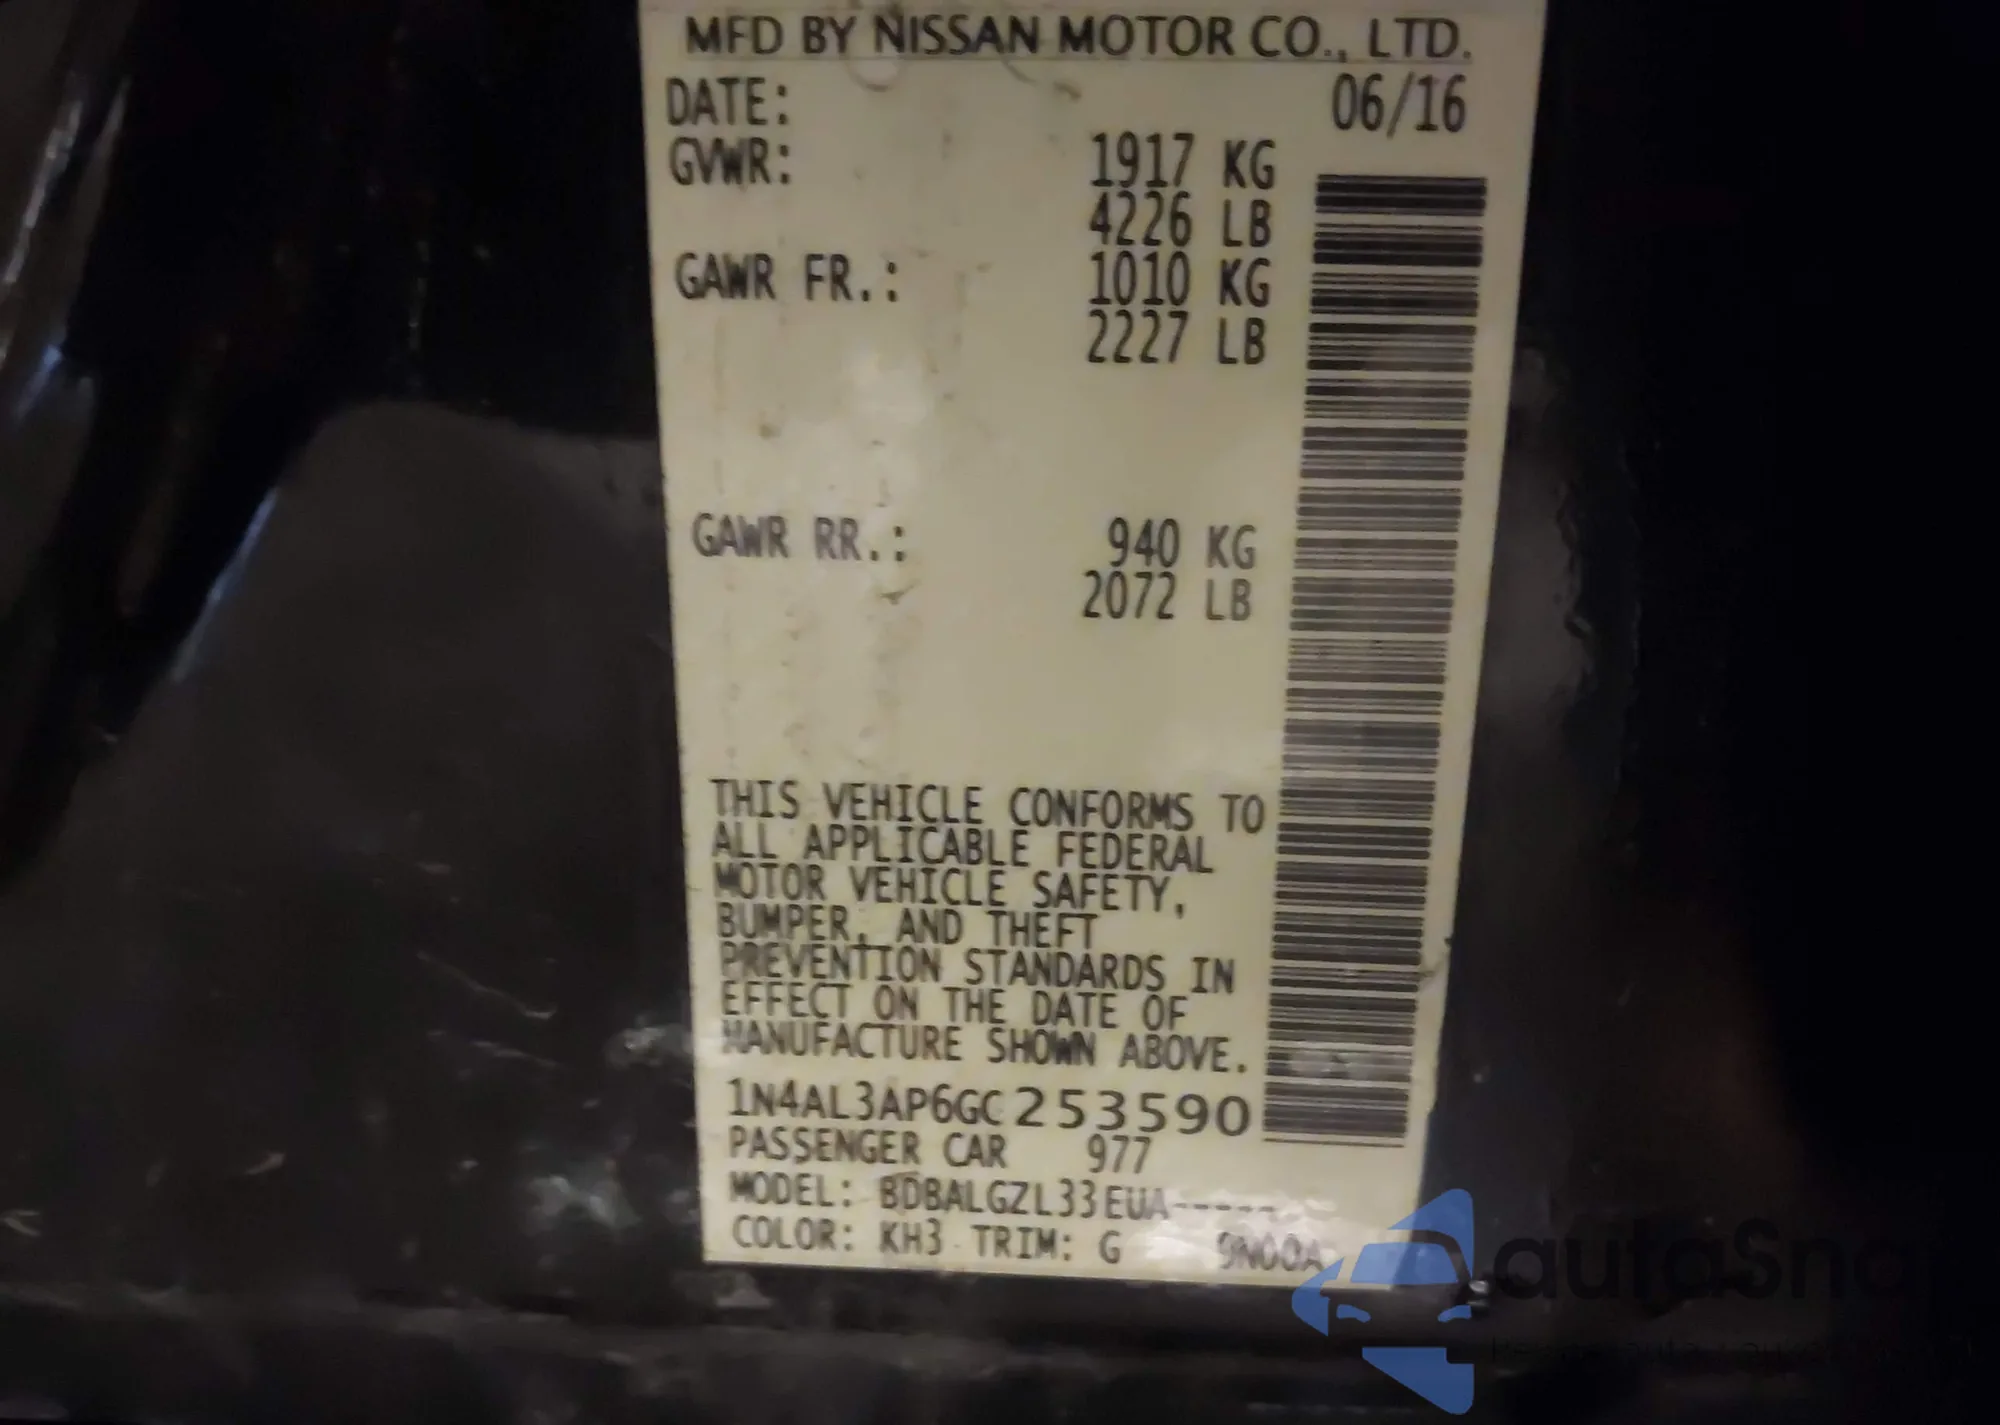 MFD BY NISSAN MOTOR CO., LTD.
DATE: 06/16
GVWR: 1917 KG
4226 LB
GAWR FR.: 1010 KG
2227 LB
GAWR RR.: 940 KG
2072 LB
THIS VEHICLE CONFORMS TO
ALL APPLICABLE FEDERAL
MOTOR VEHICLE SAFETY,
BUMPER, AND THEFT
PREVENTION STANDARDS IN
EFFECT ON THE DATE OF
MANUFACTURE SHOWN ABOVE.
1N4AL3AP6GC253590
PASSENGER CAR 977
MODEL: BDBALGZL33EUA-----
COLOR: KH3 TRIM: G 9N00A